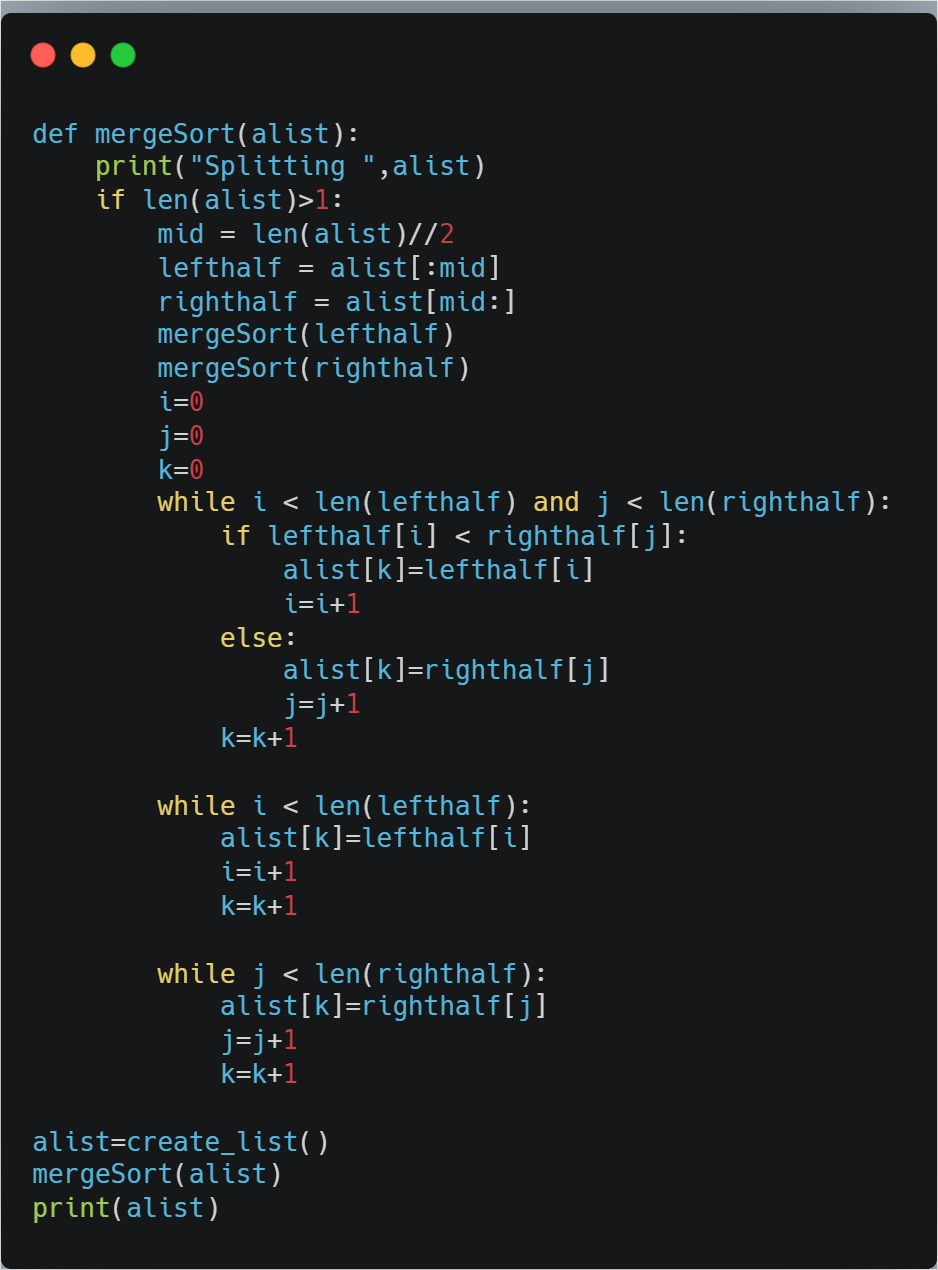 def mergeSort(alist):
    print("Splitting ",alist)
    if len(alist)>1:
        mid = len(alist)//2
        lefthalf = alist[:mid]
        righthalf = alist[mid:]
        mergeSort(lefthalf)
        mergeSort(righthalf)
        i=0
        j=0
        k=0
        while i < len(lefthalf) and j < len(righthalf):
            if lefthalf[i] < righthalf[j]:
                alist[k]=lefthalf[i]
                i=i+1
            else:
                alist[k]=righthalf[j]
                j=j+1
            k=k+1

        while i < len(lefthalf):
            alist[k]=lefthalf[i]
            i=i+1
            k=k+1

        while j < len(righthalf):
            alist[k]=righthalf[j]
            j=j+1
            k=k+1

alist=create_list()
mergeSort(alist)
print(alist)